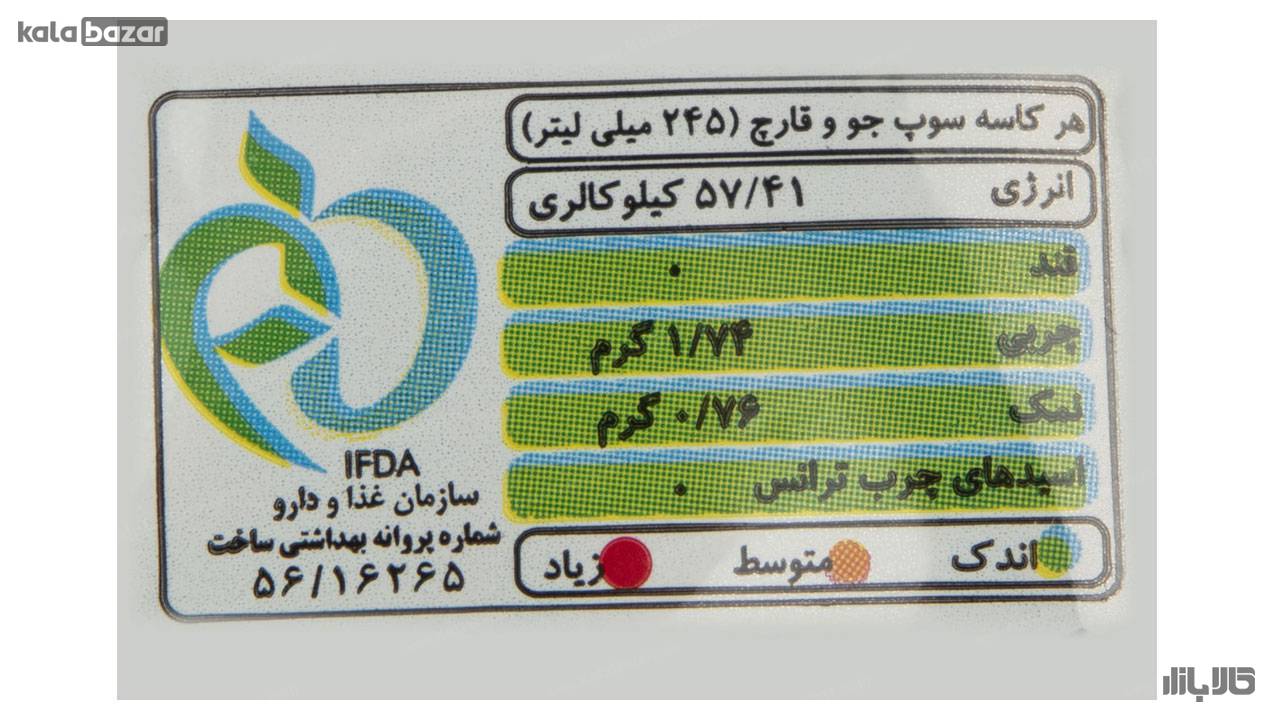 kalabazar
هر کاسه سوپ جو و قارچ (۲۴۵ میلی لیتر)
انرژی ۵۷/۴۱ کیلوکالری
قند ۰
چربی ۱/۷۴ گرم
نمک ۰/۷۶ گرم
اسیدهای چرب ترانس ۰
اندک متوسط زیاد
IFDA
سازمان غذا و دارو
شماره پروانه بهداشتی ساخت
۵۶/۱۶۲۶۵
کالابازار